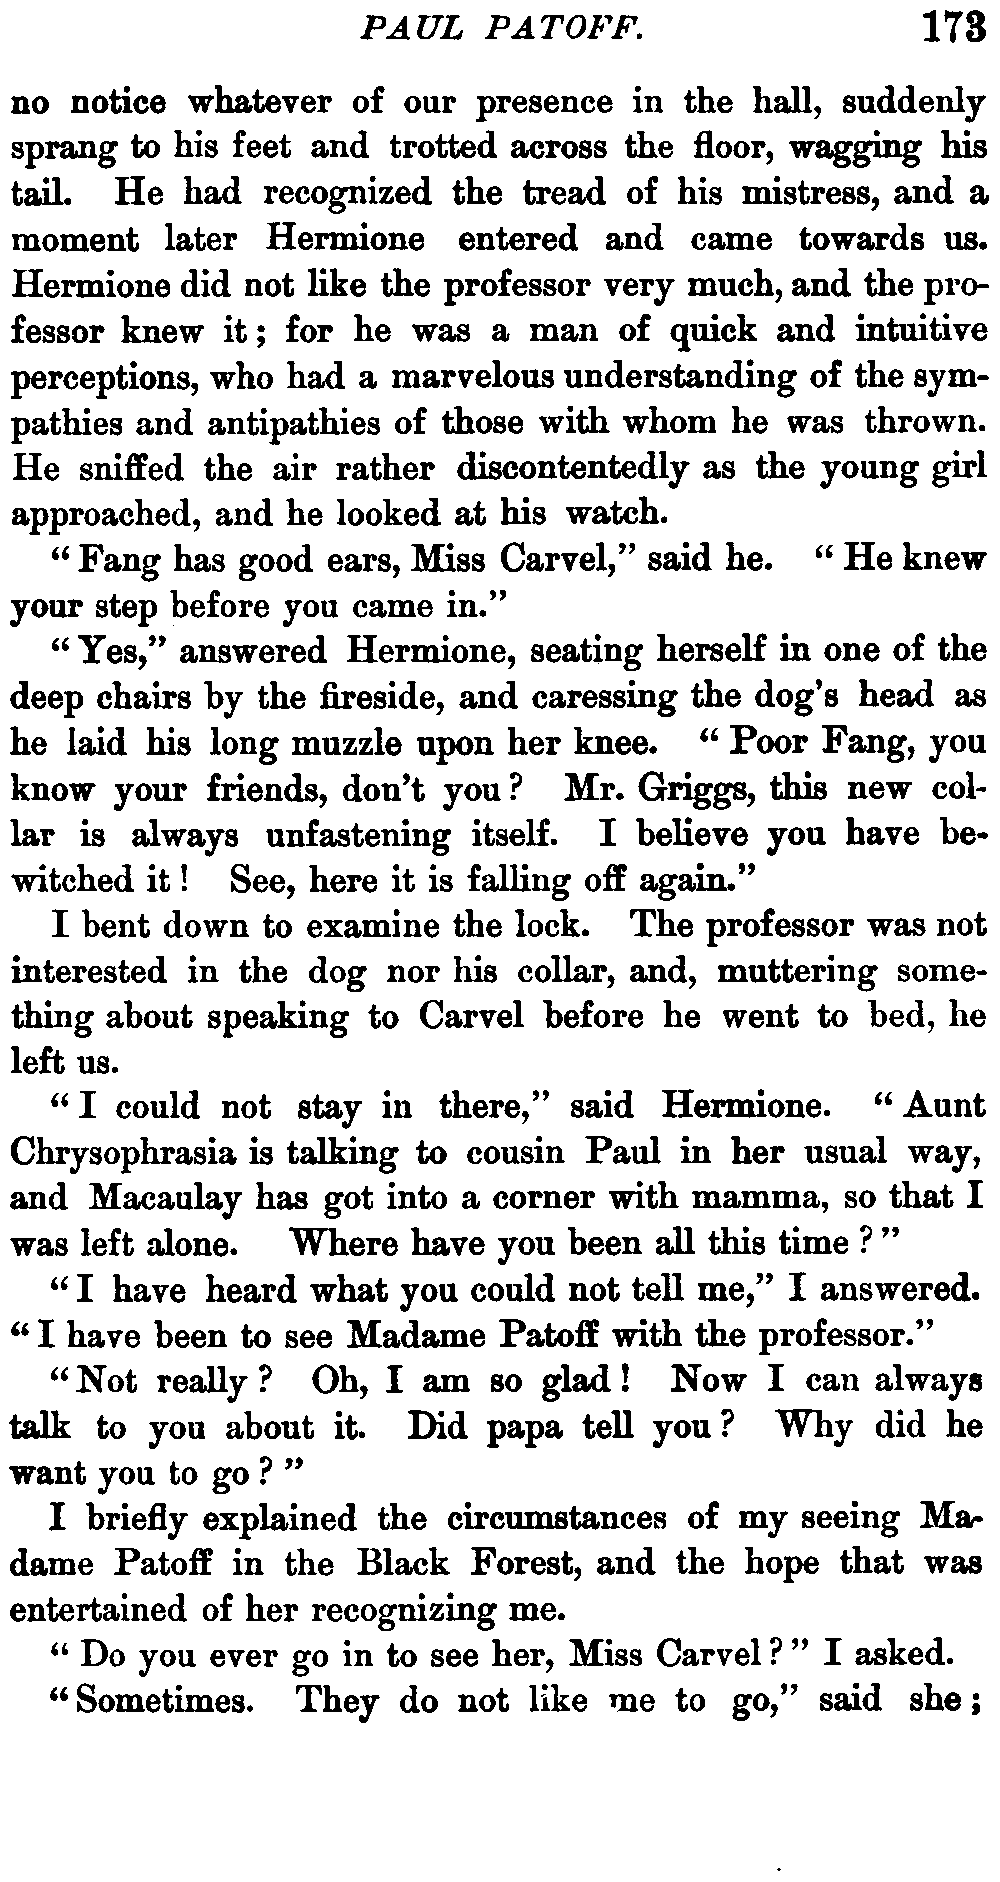 PAUL PATOFF. 173
no notice whatever of our presence in the hall, suddenly
sprang to his feet and trotted across the floor, wagging his
tail. He had recognized the tread of his mistress, and a
moment later Hermione entered and came towards us.
Hermione did not like the professor very much, and the pro-
fessor knew it; for he was a man of quick and intuitive
perceptions, who had a marvelous understanding of the sym-
pathies and antipathies of those with whom he was thrown.
He sniffed the air rather discontentedly as the young girl
approached, and he looked at his watch.
"Fang has good ears, Miss Carvel," said he. "He knew
your step before you came in."
"Yes," answered Hermione, seating herself in one of the
deep chairs by the fireside, and caressing the dog's head as
he laid his long muzzle upon her knee. "Poor Fang, you
know your friends, don't you? Mr. Griggs, this new col-
lar is always unfastening itself. I believe you have be-
witched it! See, here it is falling off again."
I bent down to examine the lock. The professor was not
interested in the dog nor his collar, and, muttering some-
thing about speaking to Carvel before he went to bed, he
left us.
"I could not stay in there," said Hermione. "Aunt
Chrysophrasia is talking to cousin Paul in her usual way,
and Macaulay has got into a corner with mamma, so that I
was left alone. Where have you been all this time?"
"I have heard what you could not tell me," I answered.
"I have been to see Madame Patoff with the professor."
"Not really? Oh, I am so glad! Now I can always
talk to you about it. Did papa tell you? Why did he
want you to go?"
I briefly explained the circumstances of my seeing Ma-
dame Patoff in the Black Forest, and the hope that was
entertained of her recognizing me.
"Do you ever go in to see her, Miss Carvel?" I asked.
"Sometimes. They do not like me to go," said she;